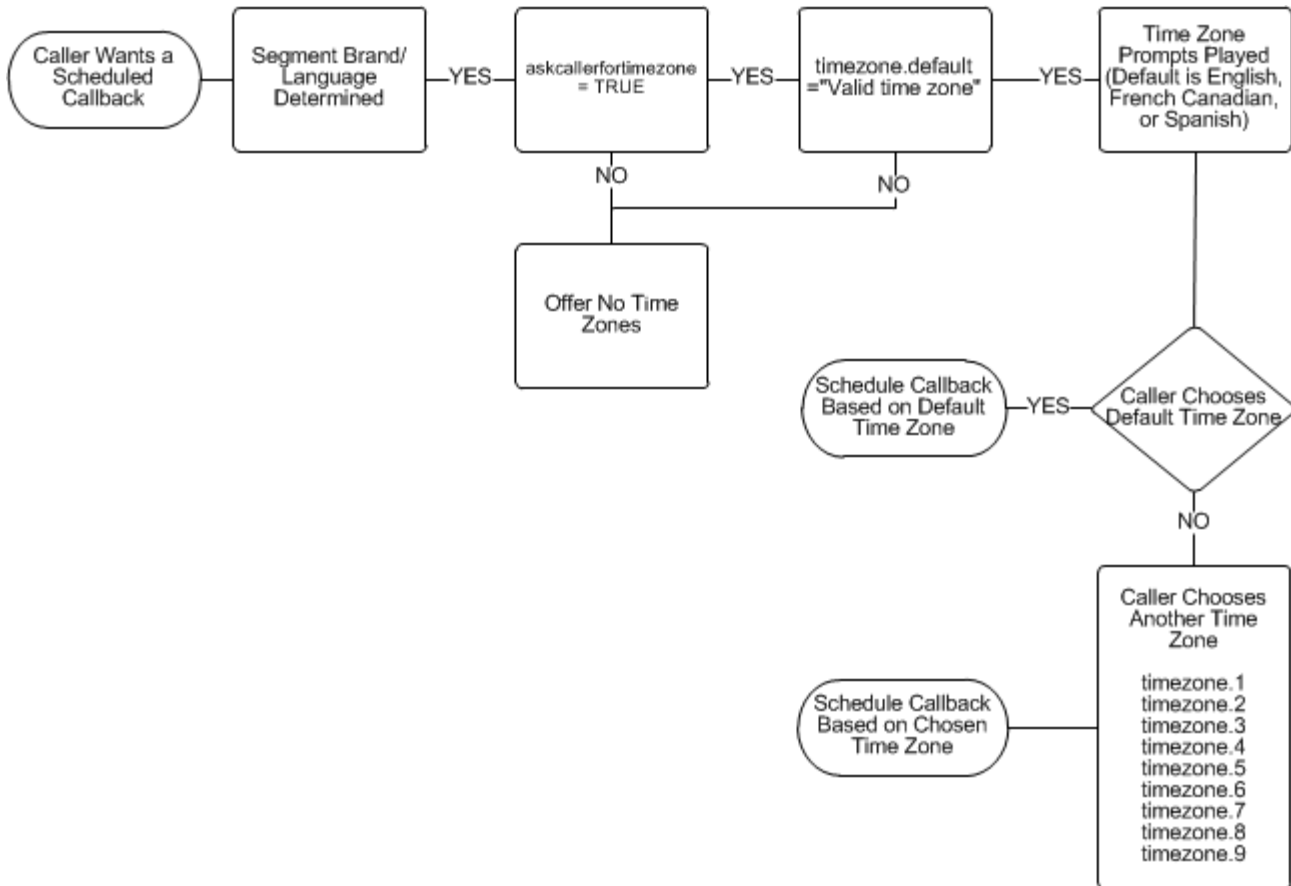 Caller Wants a
Scheduled
Callback
Segment Brand/
Language
Determined
YES
askcallerfortimezone
= TRUE
YES
timezone.default
="Valid time zone"
YES
Time Zone
Prompts Played
(Default is English,
French Canadian,
or Spanish)
NO
NO
Offer No Time
Zones
Schedule Callback
Based on Default
Time Zone
YES
Caller Chooses
Default Time Zone
NO
Caller Chooses
Another Time
Zone
timezone.1
timezone.2
timezone.3
timezone.4
timezone.5
timezone.6
timezone.7
timezone.8
timezone.9
Schedule Callback
Based on Chosen
Time Zone